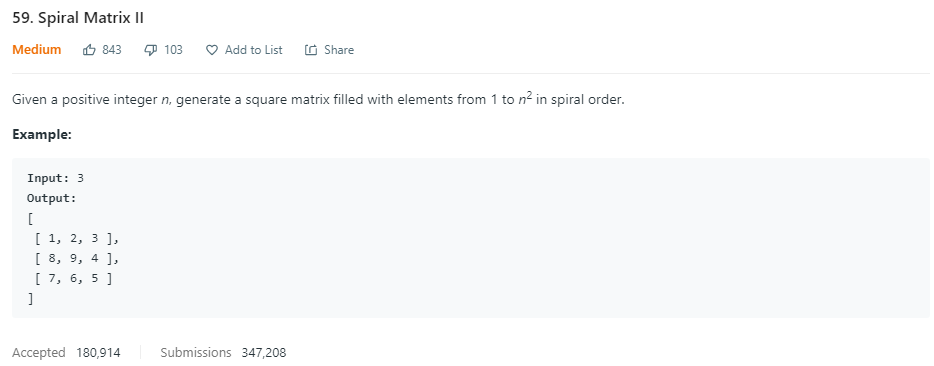 59. Spiral Matrix II
Medium 843 103 Add to List Share
Given a positive integer n, generate a square matrix filled with elements from 1 to n² in spiral order.
Example:
Input: 3
Output:
[
[ 1, 2, 3 ],
[ 8, 9, 4 ],
[ 7, 6, 5 ]
]
Accepted 180,914 Submissions 347,208